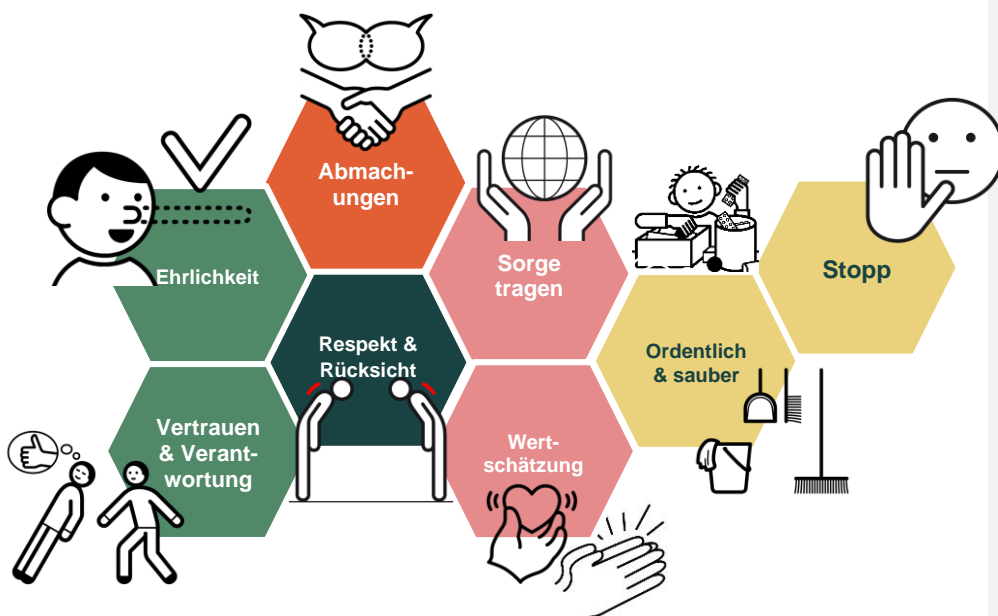 Abmach-
ungen
Ehrlichkeit
Sorge
tragen
Stopp
Respekt &
Rücksicht
Ordentlich
& sauber
Vertrauen
& Verant-
wortung
Wert-
schätzung